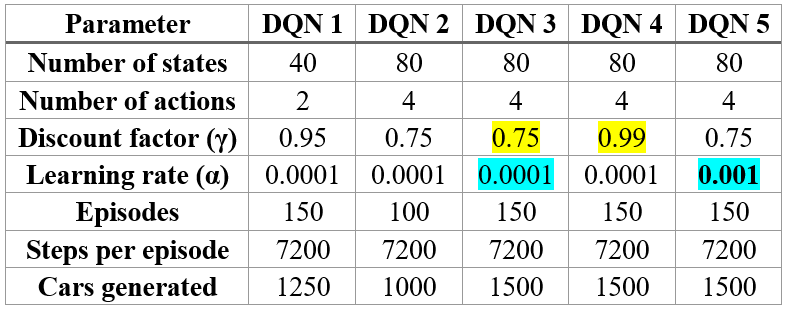 Parameter DQN 1 DQN 2 DQN 3 DQN 4 DQN 5
Number of states 40 80 80 80 80
Number of actions 2 4 4 4 4
Discount factor (γ) 0.95 0.75 0.75 0.99 0.75
Learning rate (α) 0.0001 0.0001 0.0001 0.0001 0.001
Episodes 150 100 150 150 150
Steps per episode 7200 7200 7200 7200 7200
Cars generated 1250 1000 1500 1500 1500